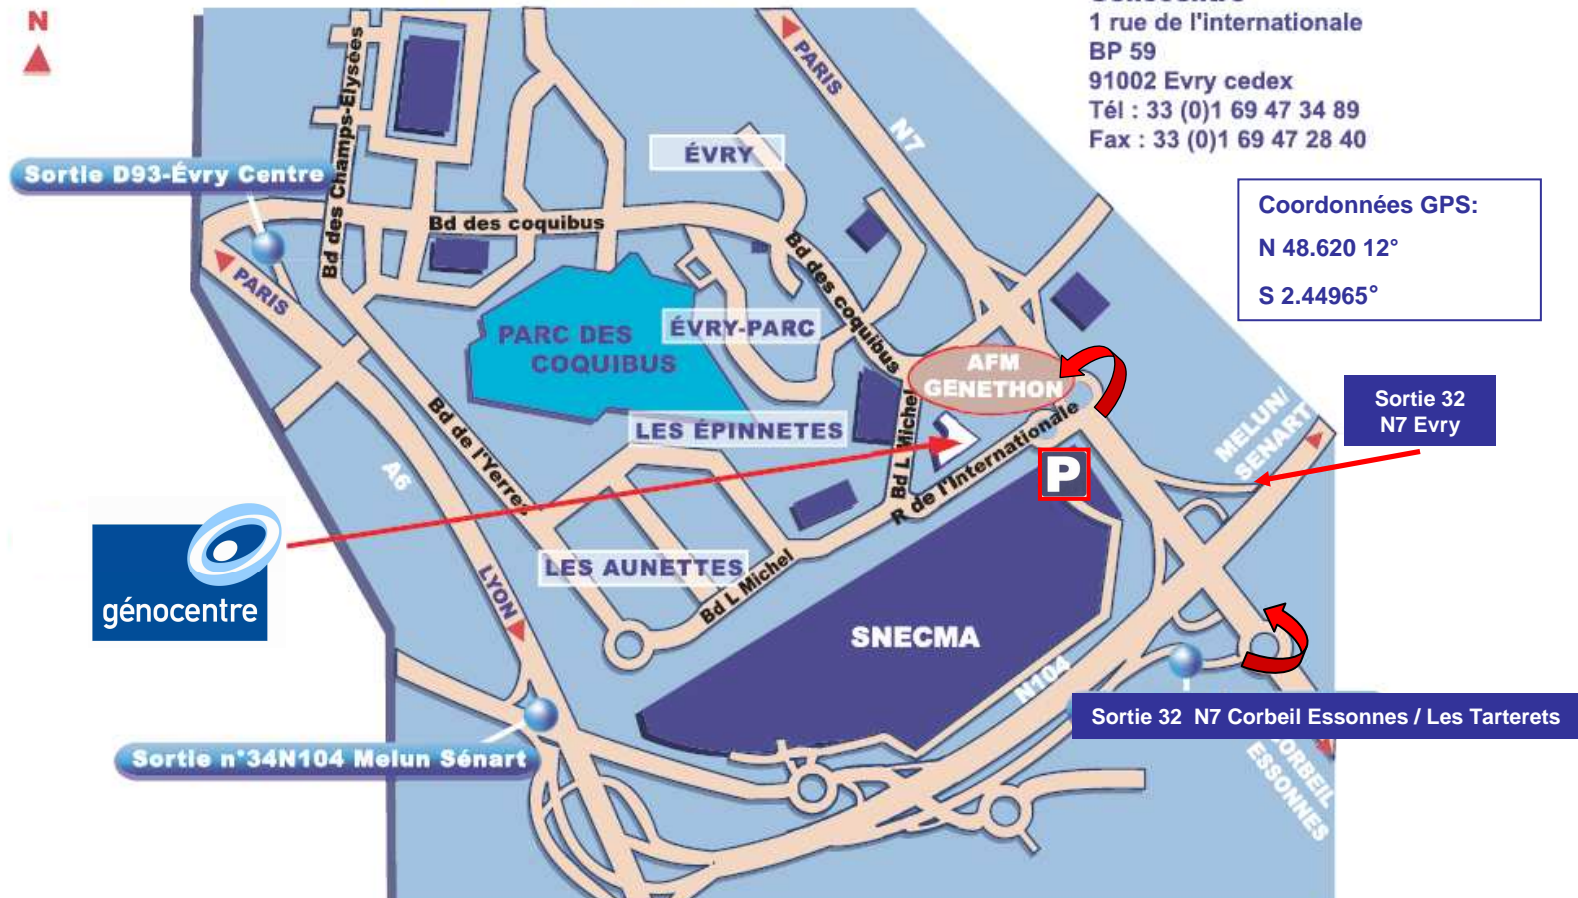 N
1 rue de l'internationale
BP 59
91002 Evry cedex
Tél : 33 (0)1 69 47 34 89
Fax : 33 (0)1 69 47 28 40
Coordonnées GPS:
N 48.620 12°
S 2.44965°
PARIS
N7
ÉVRY
Sortie D93-Évry Centre
Bd des Champs-Elysées
Bd des coquibus
Bd des coquibus
PARIS
PARC DES
COQUIBUS
ÉVRY-PARC
AFM
GENETHON
Sortie 32
N7 Evry
MELUN/
SENART
LES ÉPINNETES
Bd L Michel
R de l'Internationale
P
A6
Bd de l'Yerres
génocentre
LYON
LES AUNETTES
Bd L Michel
SNECMA
N104
Sortie 32 N7 Corbeil Essonnes / Les Tarterets
Sortie n°34N104 Melun Sénart
CORBEIL
ESSONNES